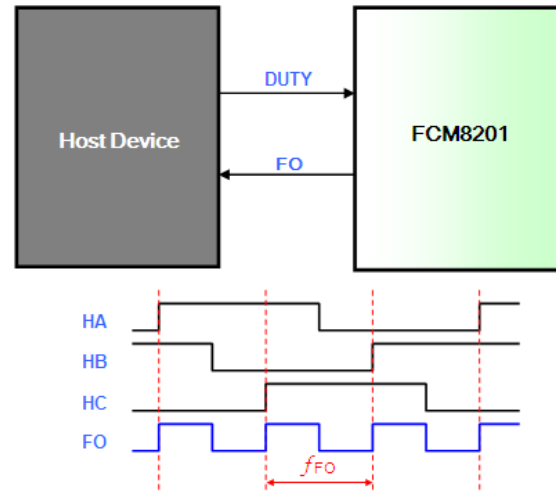 DUTY
Host Device
FCM8201
FO
HA
HB
HC
FO
fFO